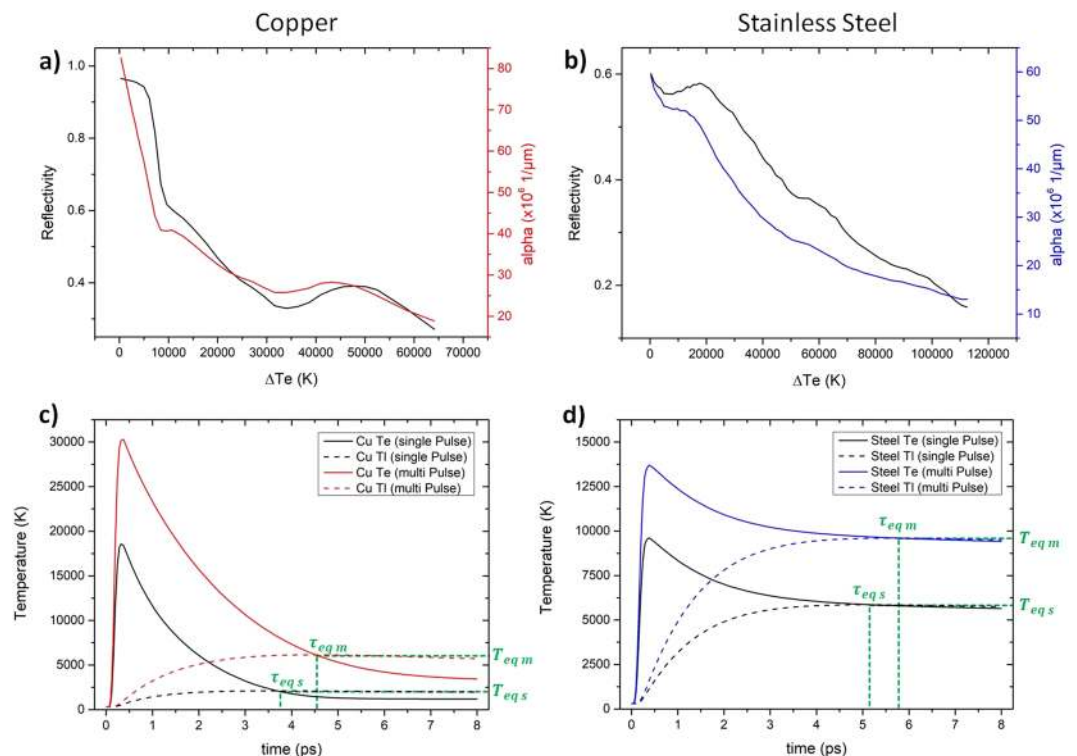 Copper
Stainless Steel
a)
1.0
0.8
0.6
0.4
Reflectivity
80
70
60
50
40
30
20
alpha (x10⁶ 1/µm)
0 10000 20000 30000 40000 50000 60000 70000
ΔTe (K)
b)
0.6
0.4
0.2
Reflectivity
60
50
40
30
20
10
alpha (x10⁶ 1/µm)
0 20000 40000 60000 80000 100000 120000
ΔTe (K)
c)
30000
25000
20000
15000
10000
5000
0
Temperature (K)
Cu Te (single Pulse)
Cu Tl (single Pulse)
Cu Te (multi Pulse)
Cu Tl (multi Pulse)
τeq m
τeq s
Teq m
Teq s
0 1 2 3 4 5 6 7 8
time (ps)
d)
15000
12500
10000
7500
5000
2500
0
Temperature (K)
Steel Te (single Pulse)
Steel Tl (single Pulse)
Steel Te (multi Pulse)
Steel Tl (multi Pulse)
τeq m
Teq m
τeq s
Teq s
0 1 2 3 4 5 6 7 8
time (ps)